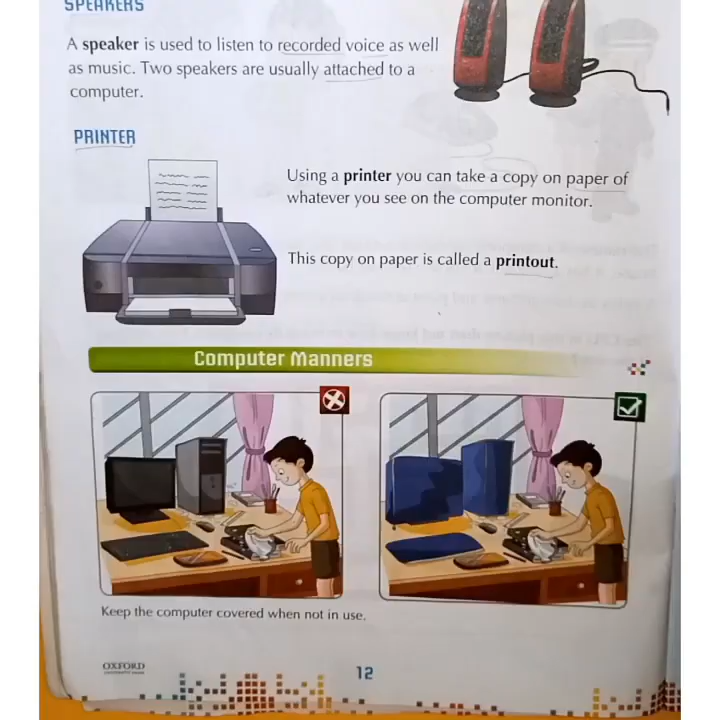 SPEAKERS
A speaker is used to listen to recorded voice as well
as music. Two speakers are usually attached to a
computer.
PRINTER
Using a printer you can take a copy on paper of
whatever you see on the computer monitor.
This copy on paper is called a printout.
Computer Manners
Keep the computer covered when not in use.
OXFORD
UNIVERSITY PRESS
12